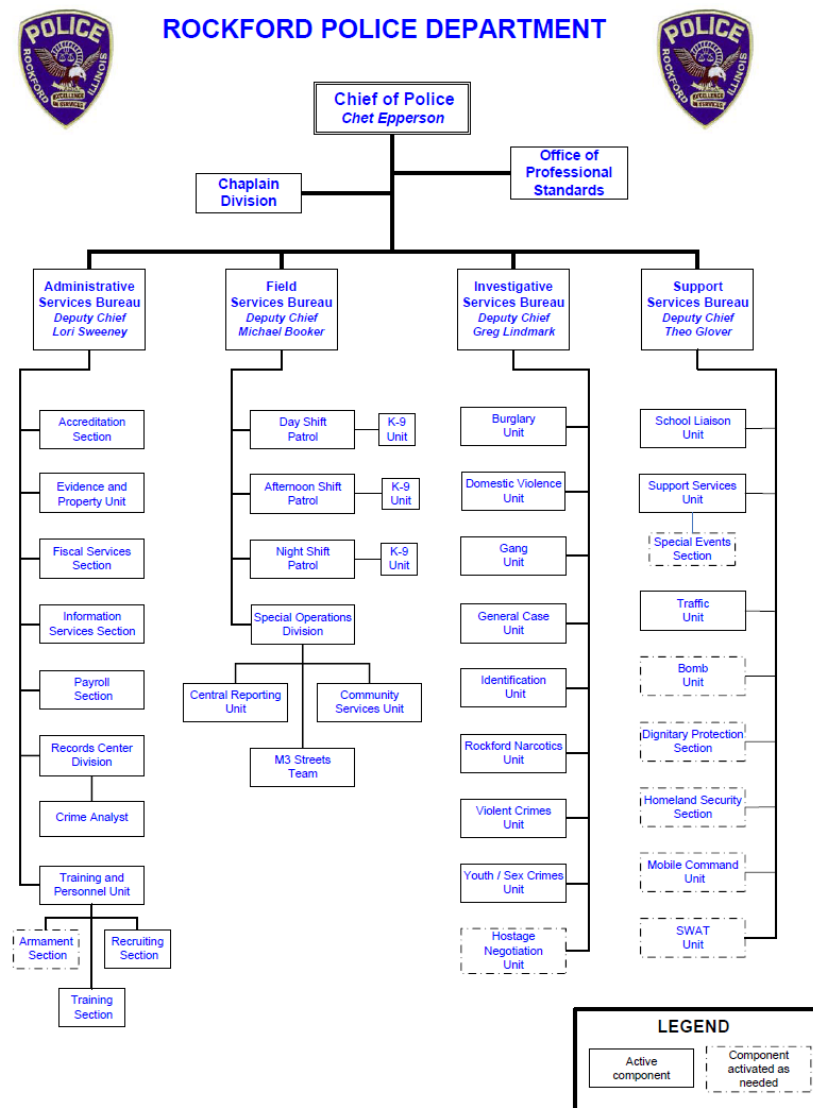 POLICE
ROCKFORD
ILLINOIS
EXCELLENCE
IN SERVICES
ROCKFORD POLICE DEPARTMENT
POLICE
ROCKFORD
ILLINOIS
EXCELLENCE
IN SERVICES
Chief of Police
Chet Epperson
Office of
Professional
Standards
Chaplain
Division
Administrative
Services Bureau
Deputy Chief
Lori Sweeney
Field
Services Bureau
Deputy Chief
Michael Booker
Investigative
Services Bureau
Deputy Chief
Greg Lindmark
Support
Services Bureau
Deputy Chief
Theo Glover
Accreditation
Section
Evidence and
Property Unit
Fiscal Services
Section
Information
Services Section
Payroll
Section
Records Center
Division
Crime Analyst
Training and
Personnel Unit
Armament
Section
Recruiting
Section
Training
Section
Day Shift
Patrol
K-9
Unit
Afternoon Shift
Patrol
K-9
Unit
Night Shift
Patrol
K-9
Unit
Special Operations
Division
Central Reporting
Unit
Community
Services Unit
M3 Streets
Team
Burglary
Unit
Domestic Violence
Unit
Gang
Unit
General Case
Unit
Identification
Unit
Rockford Narcotics
Unit
Violent Crimes
Unit
Youth / Sex Crimes
Unit
Hostage
Negotiation
Unit
School Liaison
Unit
Support Services
Unit
Special Events
Section
Traffic
Unit
Bomb
Unit
Dignitary Protection
Section
Homeland Security
Section
Mobile Command
Unit
SWAT
Unit
LEGEND
Active
component
Component
activated as
needed